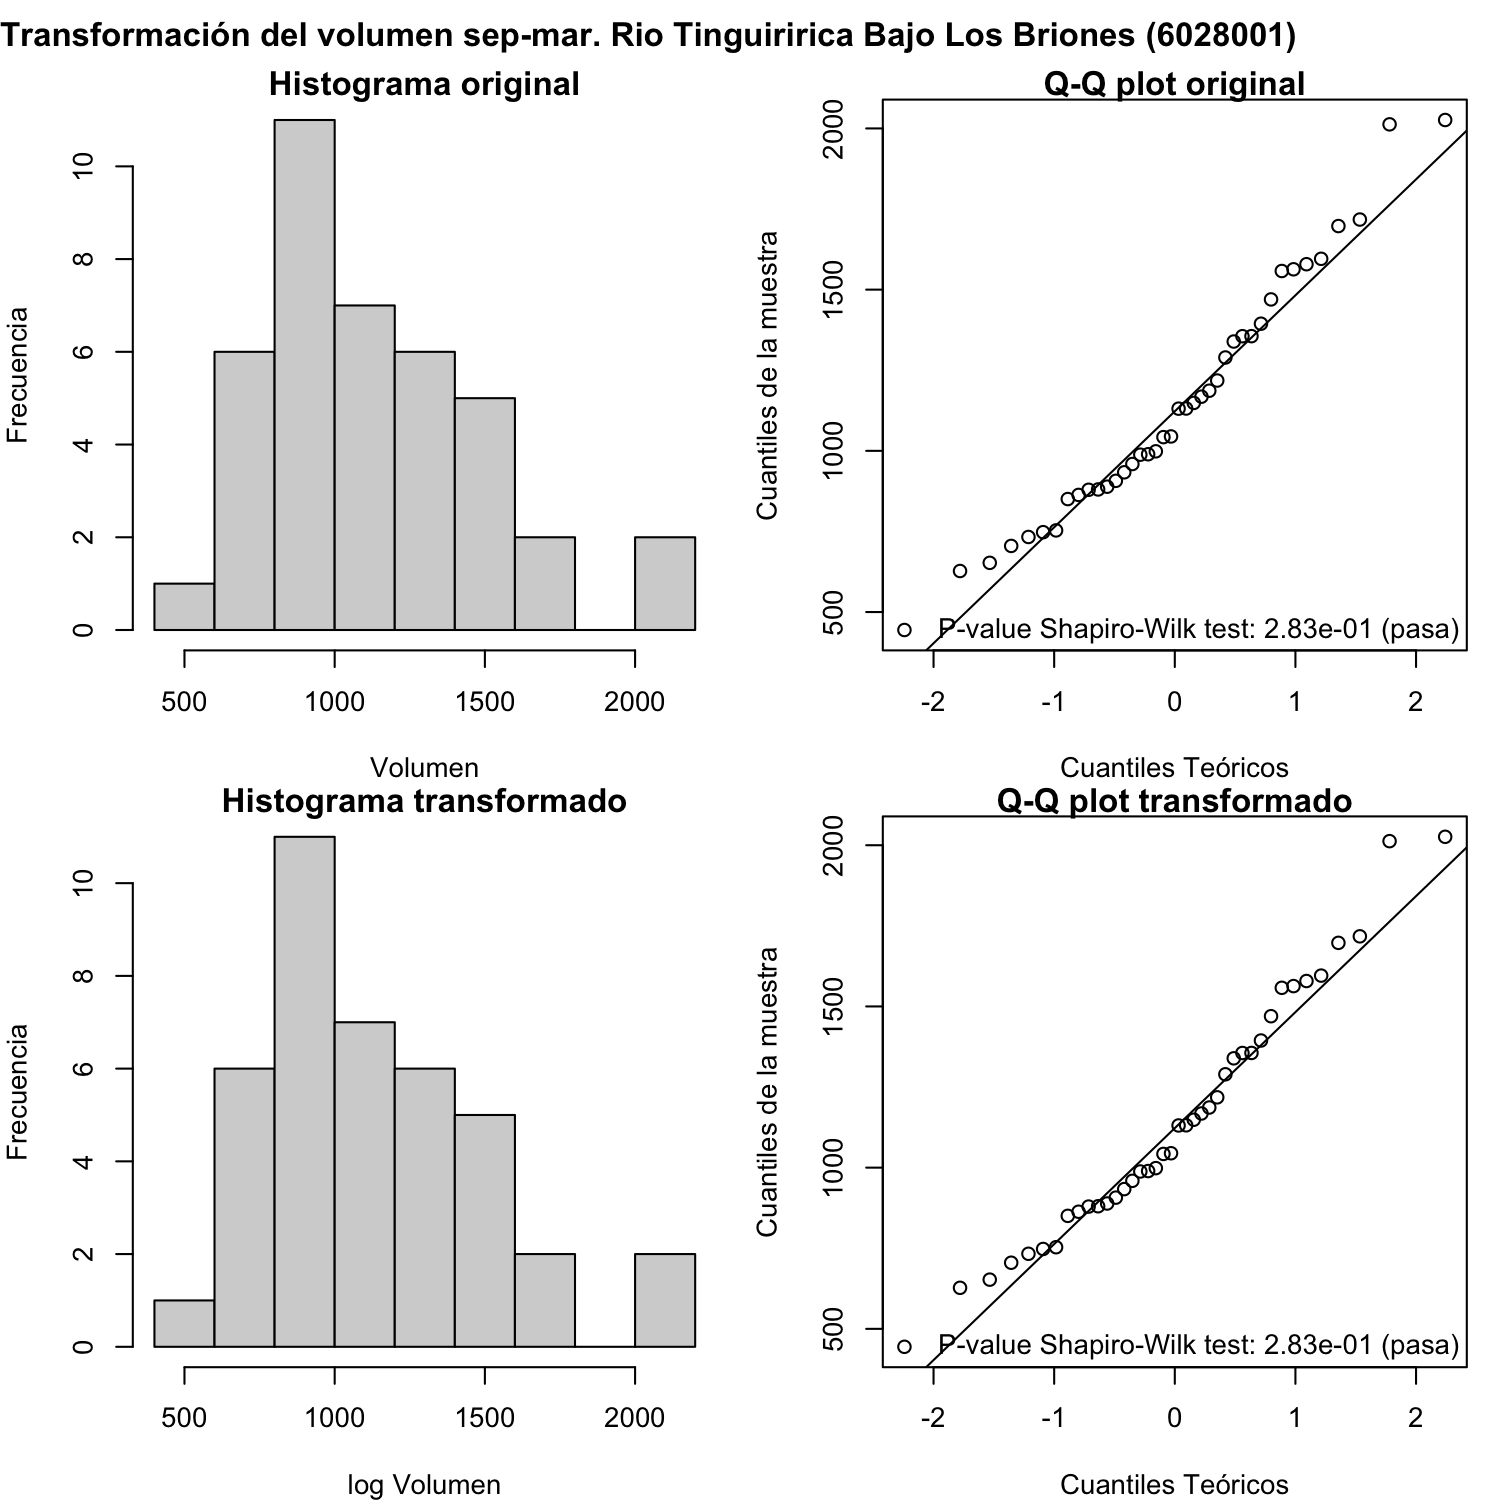 Transformación del volumen sep-mar. Rio Tinguiririca Bajo Los Briones (6028001)
Histograma original
Frecuencia
0 2 4 6 8 10
500 1000 1500 2000
Volumen
Q-Q plot original
Cuantiles de la muestra
500 1000 1500 2000
P-value Shapiro-Wilk test: 2.83e-01 (pasa)
-2 -1 0 1 2
Cuantiles Teóricos
Histograma transformado
Frecuencia
0 2 4 6 8 10
500 1000 1500 2000
log Volumen
Q-Q plot transformado
Cuantiles de la muestra
500 1000 1500 2000
P-value Shapiro-Wilk test: 2.83e-01 (pasa)
-2 -1 0 1 2
Cuantiles Teóricos